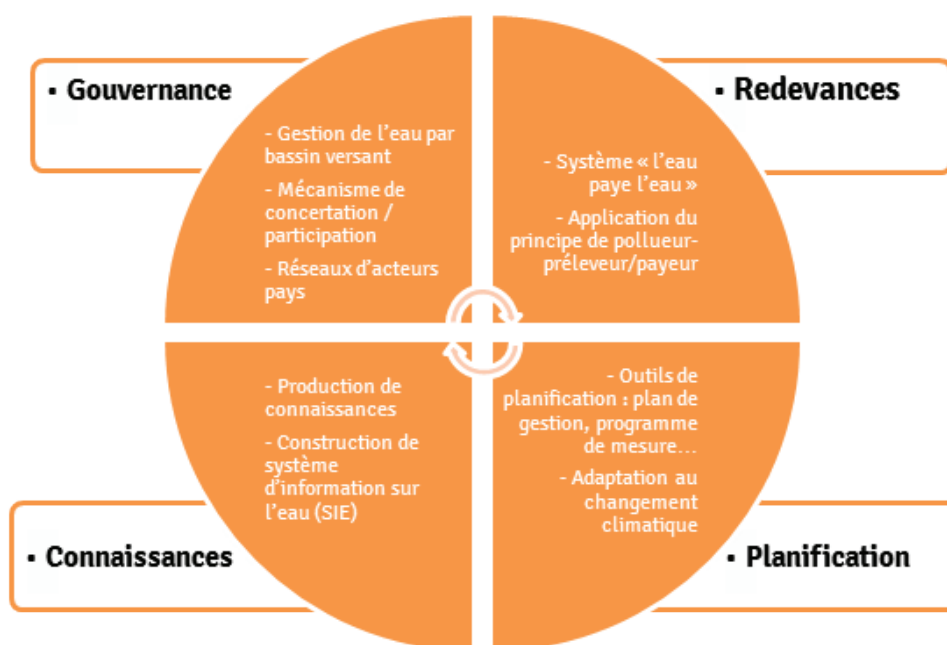 ▪ Gouvernance
- Gestion de l'eau par
bassin versant
- Mécanisme de
concertation /
participation
- Réseaux d'acteurs
pays
▪ Redevances
- Système « l'eau
paye l'eau »
- Application du
principe de pollueur-
préleveur/payeur
▪ Connaissances
- Production de
connaissances
- Construction de
système
d'information sur
l'eau (SIE)
▪ Planification
- Outils de
planification : plan de
gestion, programme
de mesure...
- Adaptation au
changement
climatique